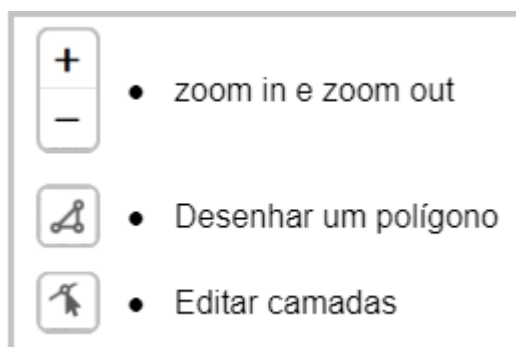 +
−
● zoom in e zoom out
● Desenhar um polígono
● Editar camadas